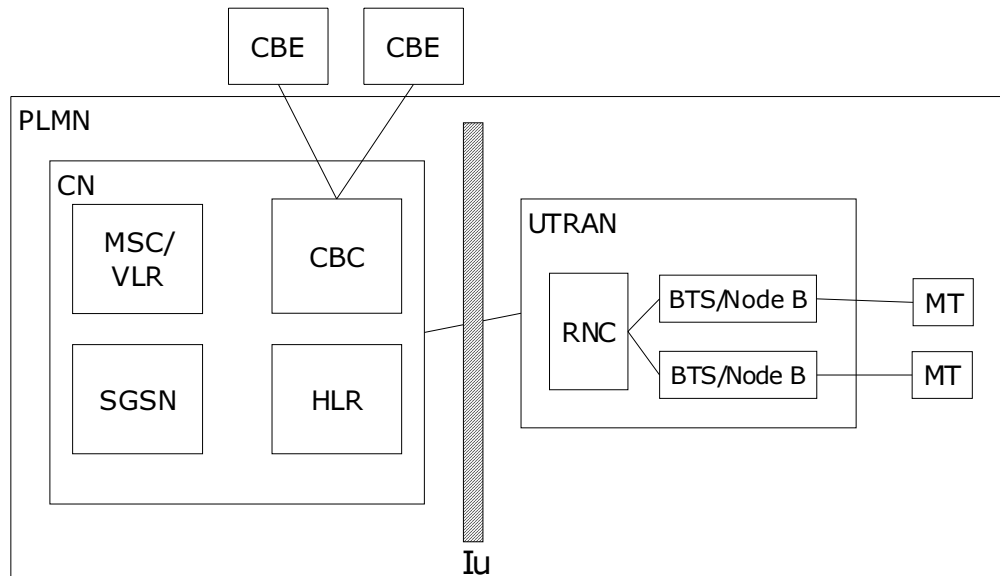 CBE
CBE
PLMN
CN
MSC/
VLR
CBC
UTRAN
RNC
BTS/Node B
MT
BTS/Node B
MT
SGSN
HLR
Iu